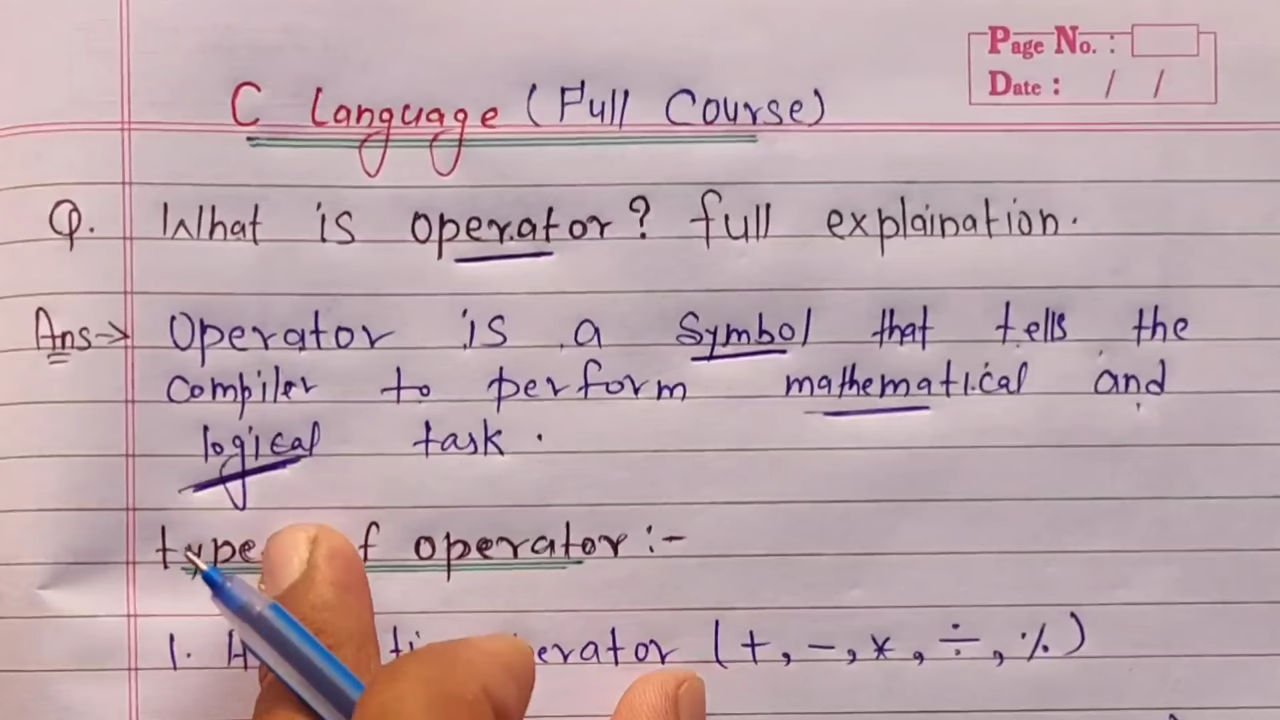 Page No. :
Date : / /
C Language (Full Course)
Q. What is operator? full explaination.
Ans→ Operator is a Symbol that tells the
Compiler to perform mathematical and
logical task.
type f operator :-
1. (+, -, *, ÷, %)